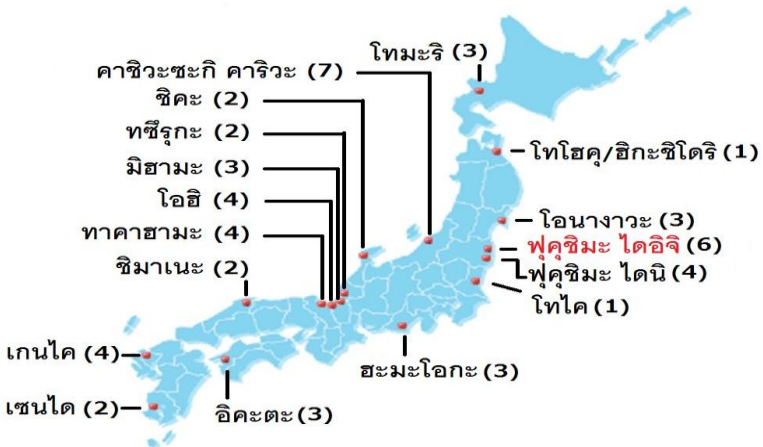 โทมะริ (3)
คาชิวะซะกิ คาริวะ (7)
ชิคะ (2)
ทซึรุกะ (2)
มิฮามะ (3)
โอฮิ (4)
ทาคาฮามะ (4)
ชิมาเนะ (2)
โทโฮคุ/ฮิกะชิโดริ (1)
โอนางาวะ (3)
ฟุคุชิมะ ไดอิจิ (6)
ฟุคุชิมะ ไดนิ (4)
โทไค (1)
ฮะมะโอกะ (3)
เกนไค (4)
เซนได (2)
อิคะตะ (3)